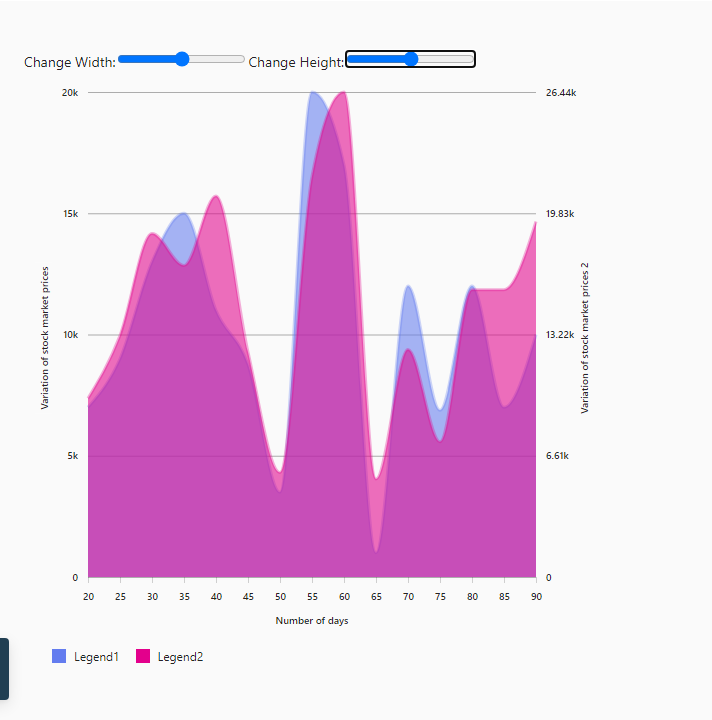 Change Width: Change Height:
20k 26.44k
15k 19.83k
Variation of stock market prices
Variation of stock market prices 2
10k 13.22k
5k 6.61k
0 0
20 25 30 35 40 45 50 55 60 65 70 75 80 85 90
Number of days
Legend1 Legend2